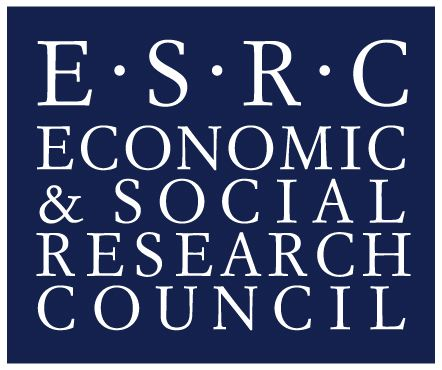 E·S·R·C
ECONOMIC
& SOCIAL
RESEARCH
COUNCIL